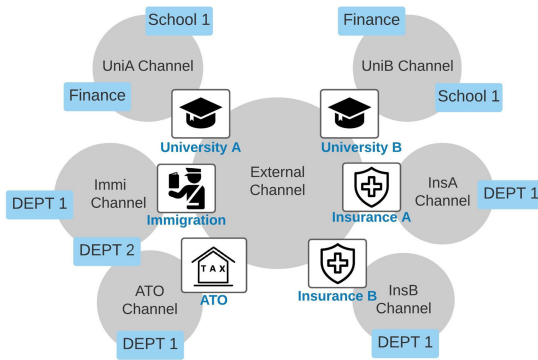 School 1
Finance
UniA Channel
UniB Channel
Finance
School 1
University A
University B
External
Channel
Immi
Channel
InsA
Channel
DEPT 1
DEPT 1
Immigration
Insurance A
DEPT 2
TAX
ATO
Insurance B
ATO
Channel
InsB
Channel
DEPT 1
DEPT 1